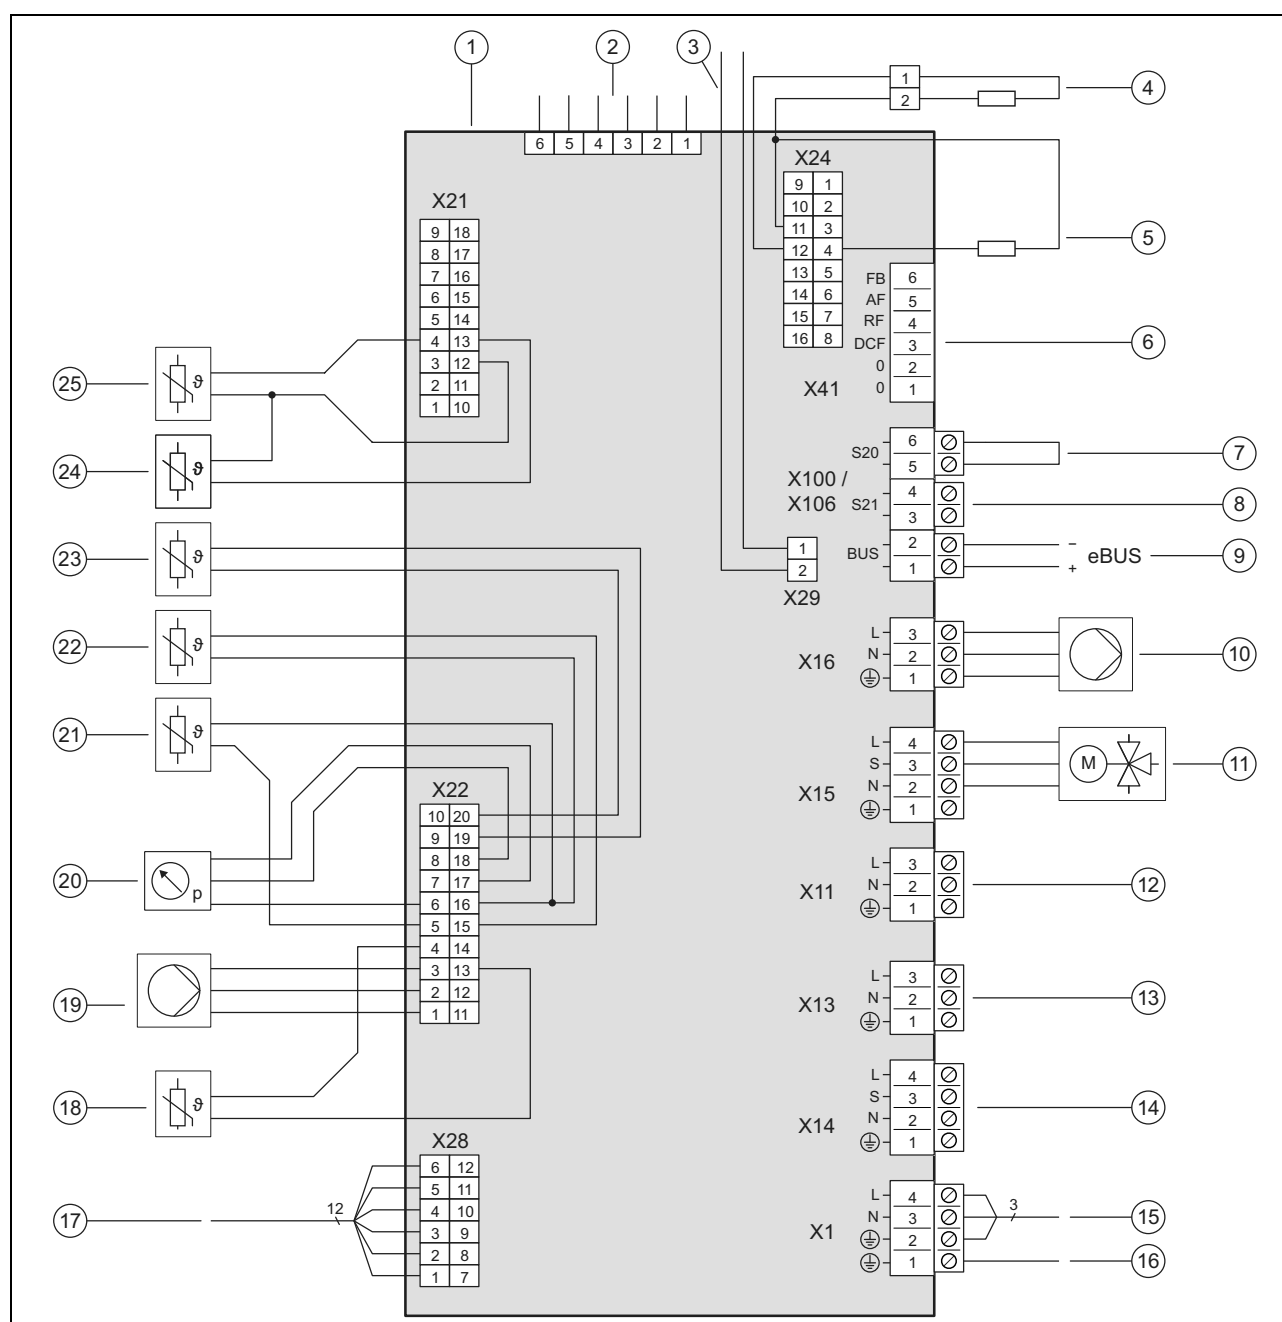 1
2
3
4
5
6
7
8
9
10
11
12
13
14
15
16
17
18
19
20
21
22
23
24
25
6 5 4 3 2 1
1
2
X24
9 1
10 2
11 3
12 4
13 5
14 6
15 7
16 8
X21
9 18
8 17
7 16
6 15
5 14
4 13
3 12
2 11
1 10
FB 6
AF 5
RF 4
DCF 3
0 2
0 1
X41
X100 /
X106
S20
6
5
S21
4
3
BUS
2 −
1 +
eBUS
1
2
X29
X16
L 3
N 2
1
X15
L 4
S 3
N 2
1
M
X11
L 3
N 2
1
X13
L 3
N 2
1
X14
L 4
S 3
N 2
1
X1
L 4
N 3
2
1
3
ϑ
ϑ
ϑ
ϑ
ϑ
p
ϑ
X22
10 20
9 19
8 18
7 17
6 16
5 15
4 14
3 13
2 12
1 11
X28
6 12
5 11
4 10
3 9
2 8
1 7
12